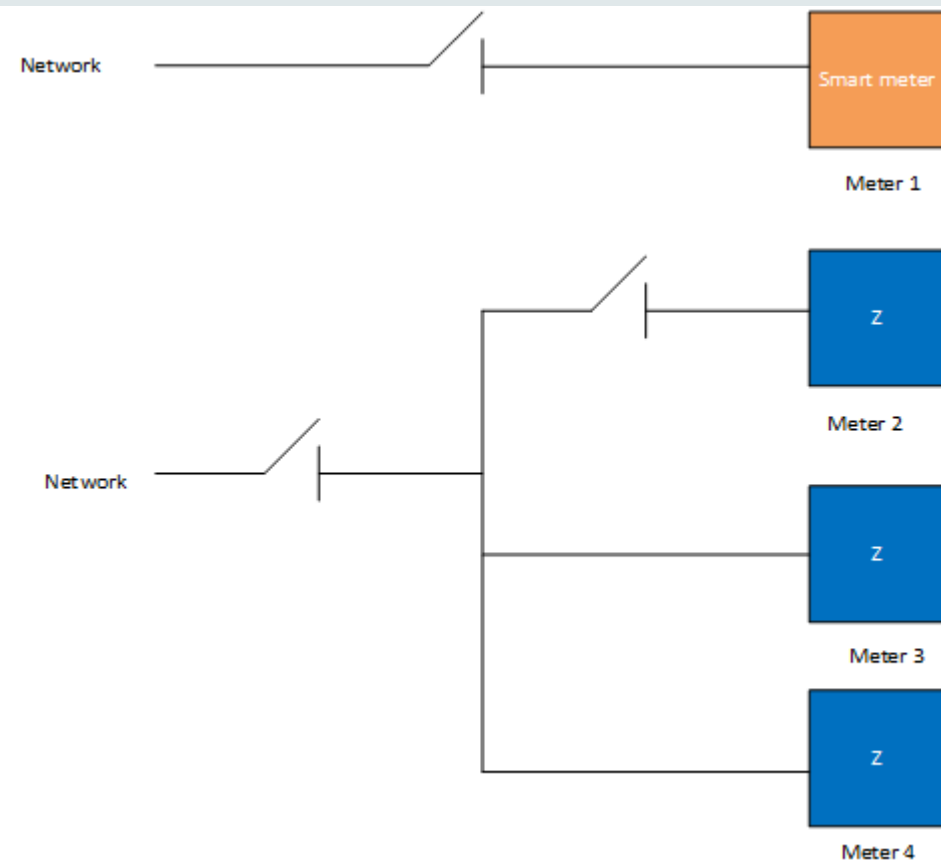 Network
Smart meter
Meter 1
Z
Meter 2
Network
Z
Meter 3
Z
Meter 4